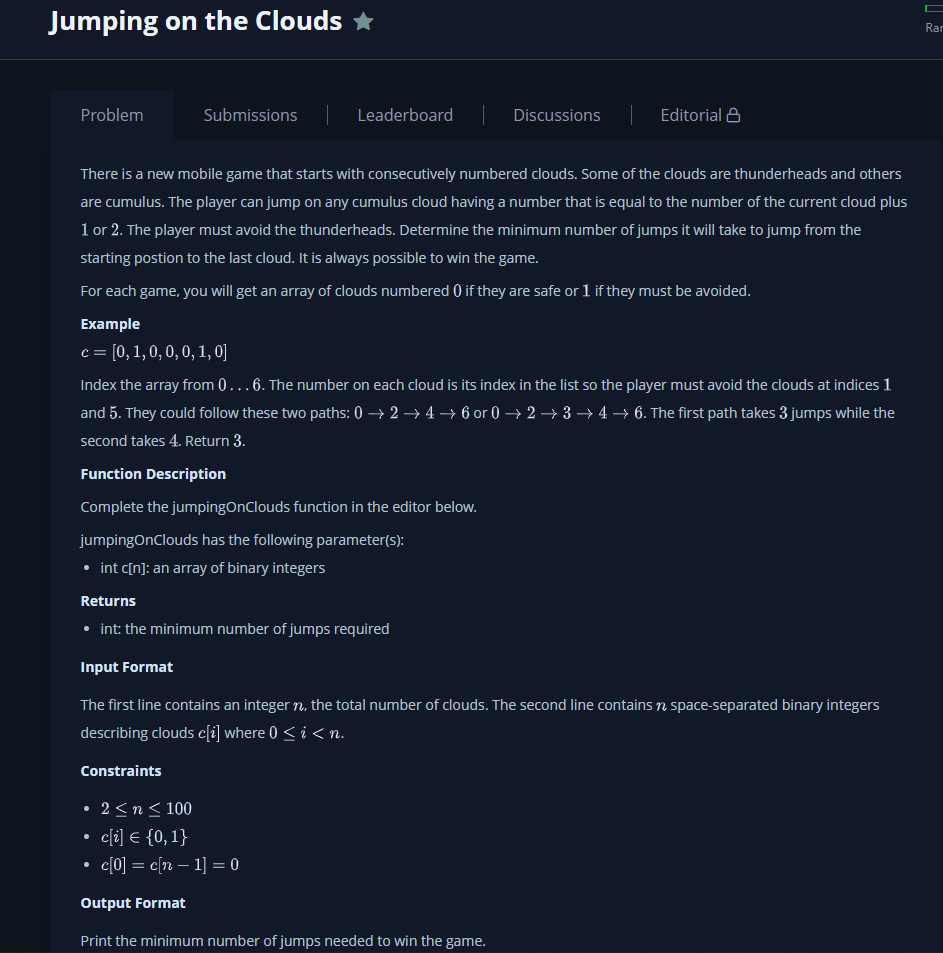 Jumping on the Clouds
Problem
Submissions
Leaderboard
Discussions
Editorial
There is a new mobile game that starts with consecutively numbered clouds. Some of the clouds are thunderheads and others
are cumulus. The player can jump on any cumulus cloud having a number that is equal to the number of the current cloud plus
1 or 2. The player must avoid the thunderheads. Determine the minimum number of jumps it will take to jump from the
starting postion to the last cloud. It is always possible to win the game.
For each game, you will get an array of clouds numbered 0 if they are safe or 1 if they must be avoided.
Example
c = [0, 1, 0, 0, 0, 1, 0]
Index the array from 0 . . . 6. The number on each cloud is its index in the list so the player must avoid the clouds at indices 1
and 5. They could follow these two paths: 0 → 2 → 4 → 6 or 0 → 2 → 3 → 4 → 6. The first path takes 3 jumps while the
second takes 4. Return 3.
Function Description
Complete the jumpingOnClouds function in the editor below.
jumpingOnClouds has the following parameter(s):
• int c[n]: an array of binary integers
Returns
• int: the minimum number of jumps required
Input Format
The first line contains an integer n, the total number of clouds. The second line contains n space-separated binary integers
describing clouds c[i] where 0 ≤ i < n.
Constraints
• 2 ≤ n ≤ 100
• c[i] ∈ {0, 1}
• c[0] = c[n − 1] = 0
Output Format
Print the minimum number of jumps needed to win the game.